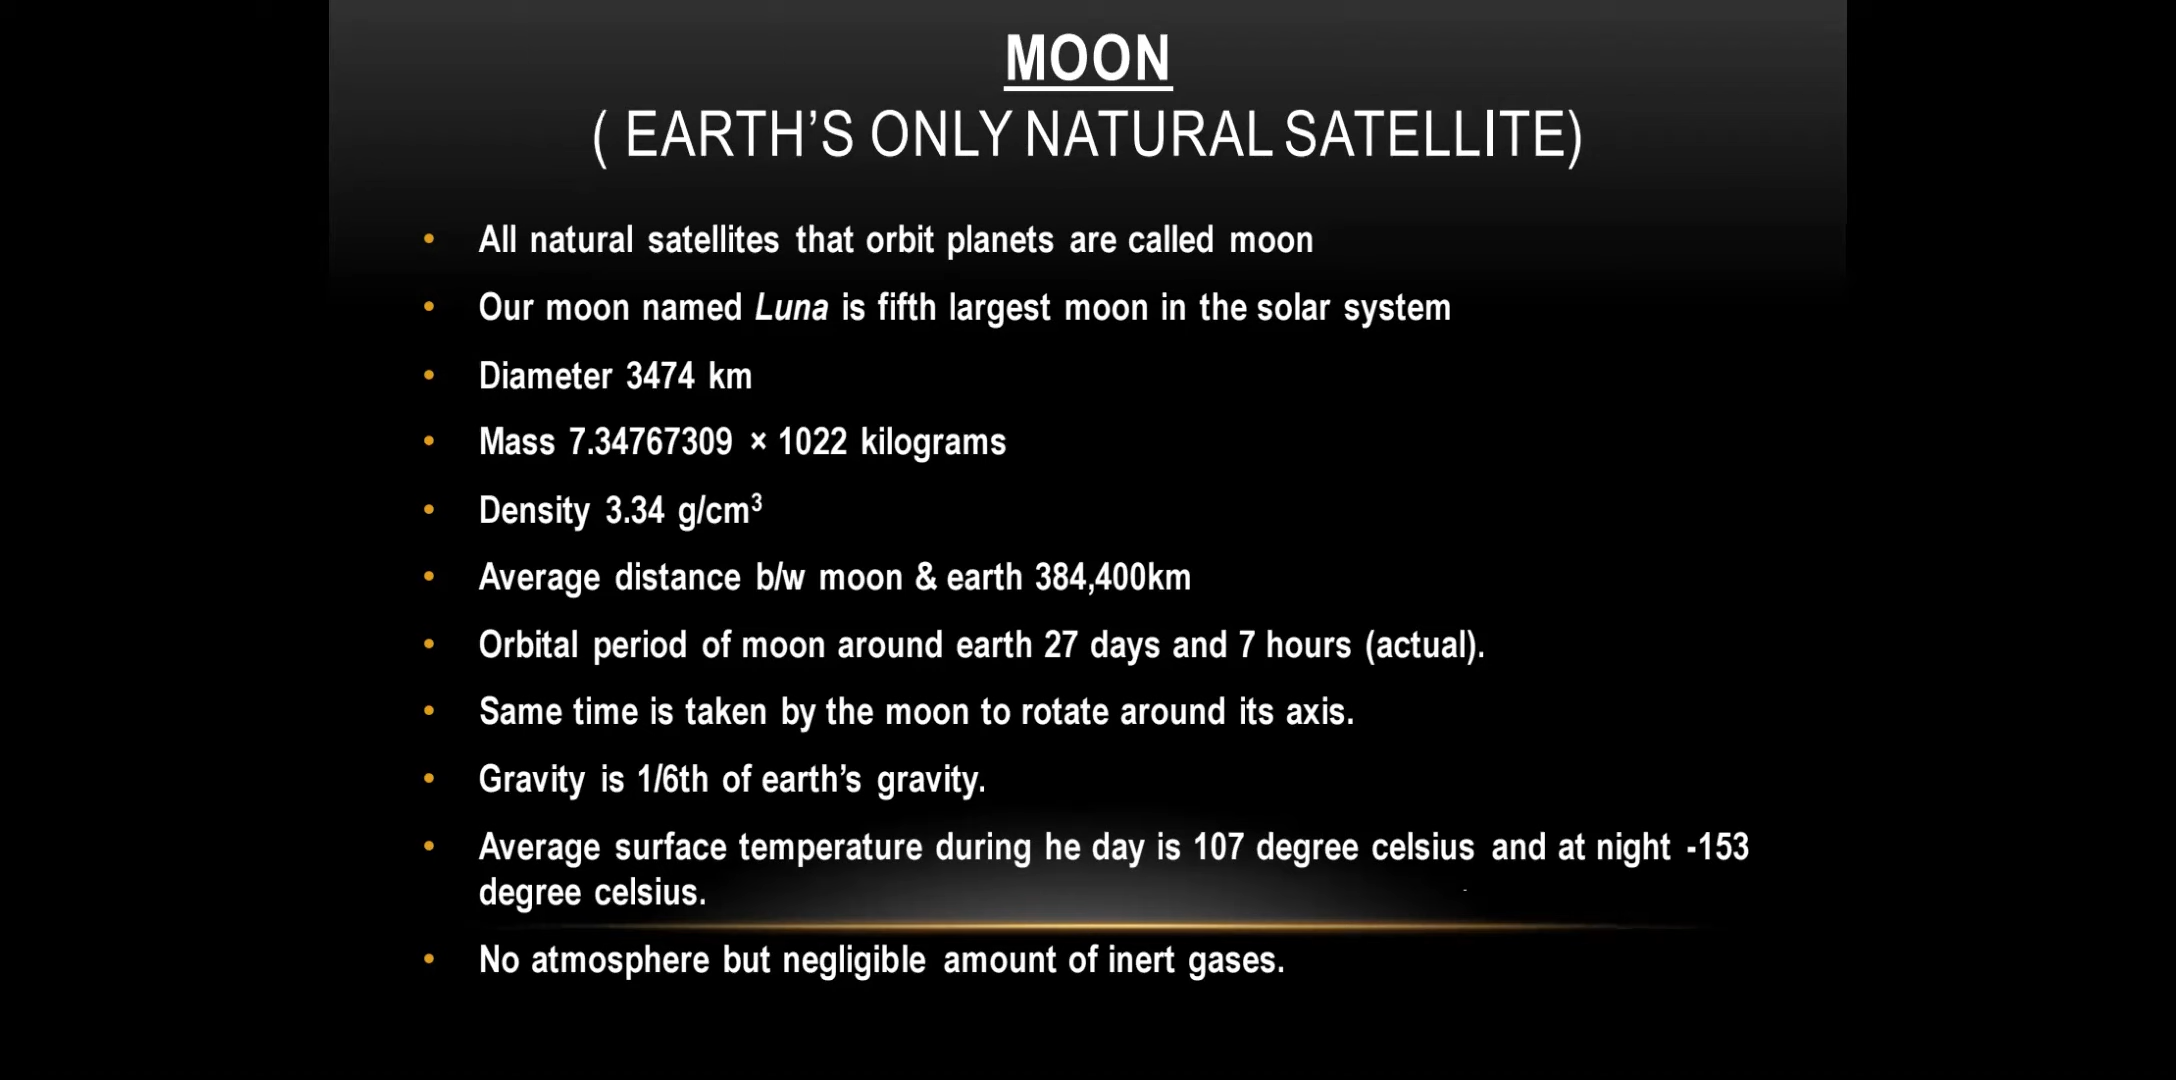 MOON
( EARTH’S ONLY NATURAL SATELLITE)
• All natural satellites that orbit planets are called moon
• Our moon named Luna is fifth largest moon in the solar system
• Diameter 3474 km
• Mass 7.34767309 × 1022 kilograms
• Density 3.34 g/cm³
• Average distance b/w moon & earth 384,400km
• Orbital period of moon around earth 27 days and 7 hours (actual).
• Same time is taken by the moon to rotate around its axis.
• Gravity is 1/6th of earth’s gravity.
• Average surface temperature during he day is 107 degree celsius and at night -153
degree celsius.
• No atmosphere but negligible amount of inert gases.